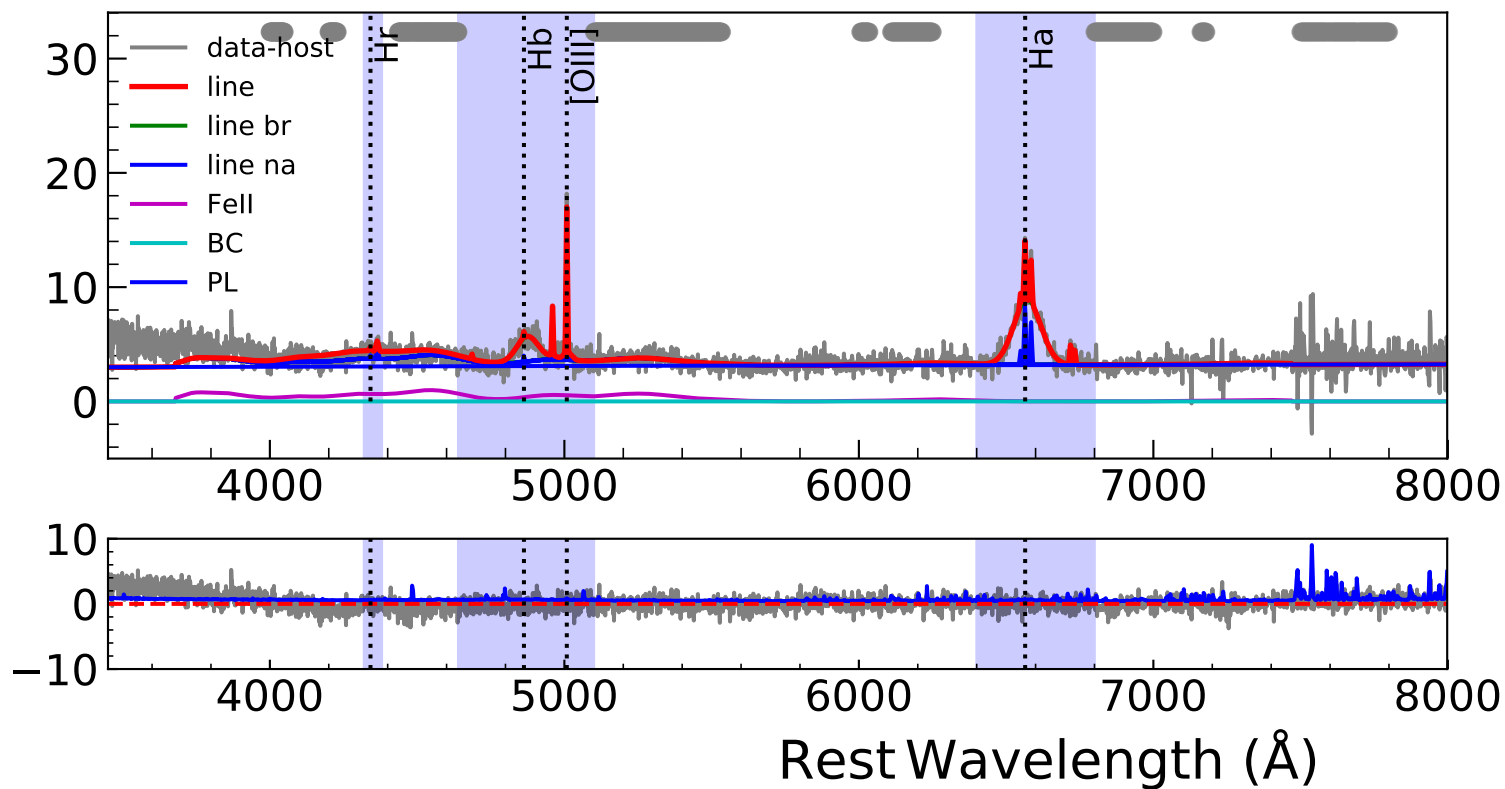 30
20
10
0
data-host
line
line br
line na
FeII
BC
PL
Hr
Hb
[OIII]
Ha
4000
5000
6000
7000
8000
10
0
−10
4000
5000
6000
7000
8000
Rest Wavelength (Å)